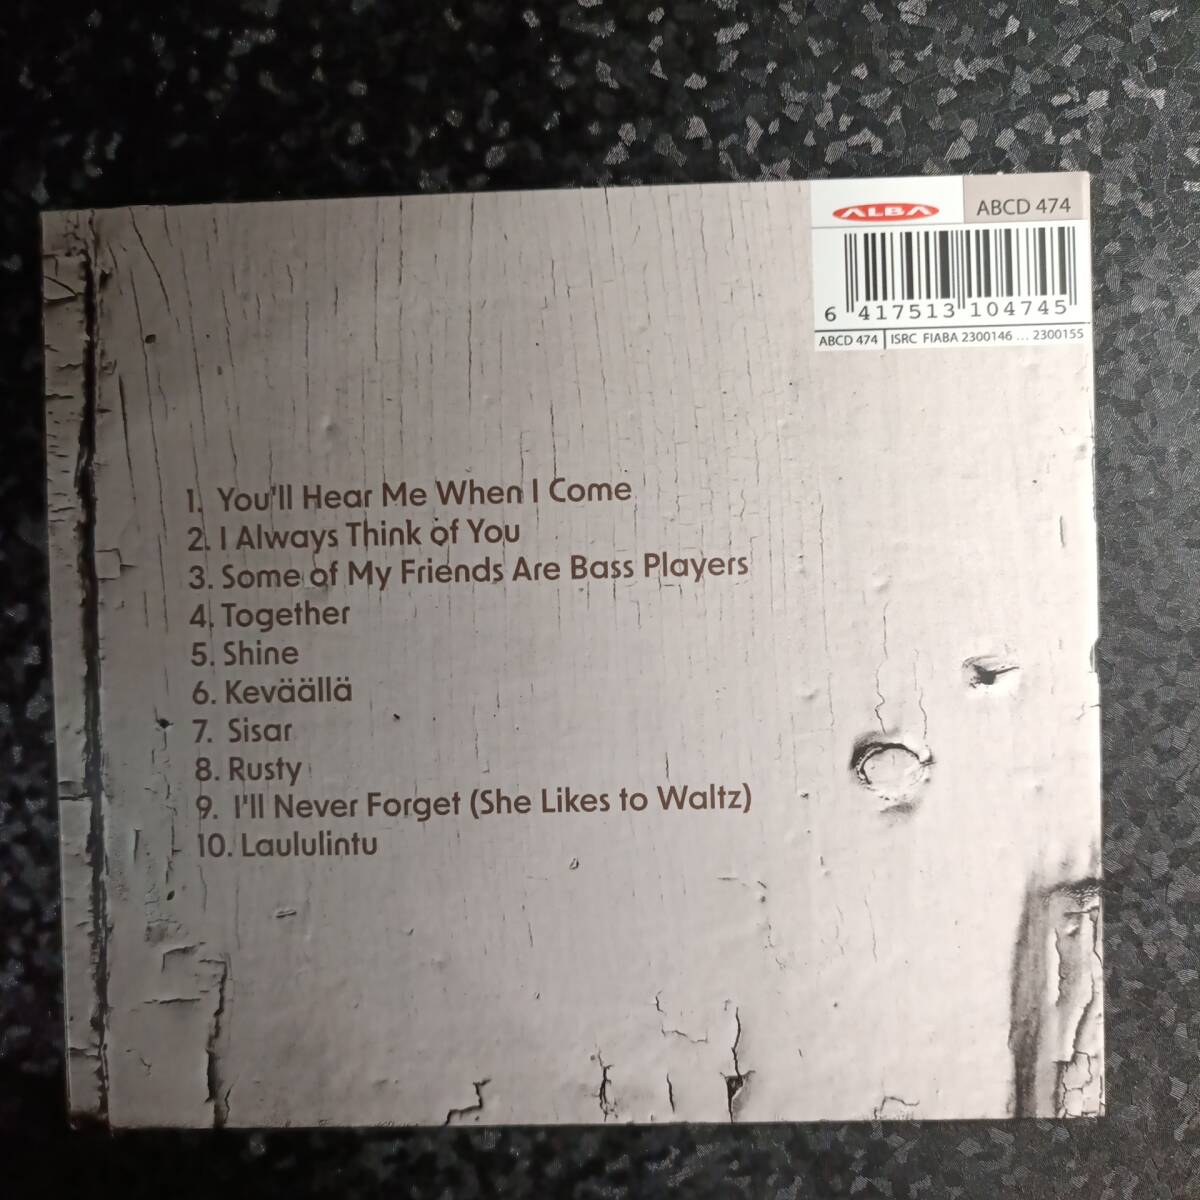 ALBA
ABCD 474
6 417513 104745
ABCD 474 ISRC FIABA 2300146 ... 2300155
1. You'll Hear Me When I Come
2. I Always Think of You
3. Some of My Friends Are Bass Players
4. Together
5. Shine
6. Keväällä
7. Sisar
8. Rusty
9. I'll Never Forget (She Likes to Waltz)
10. Laululintu